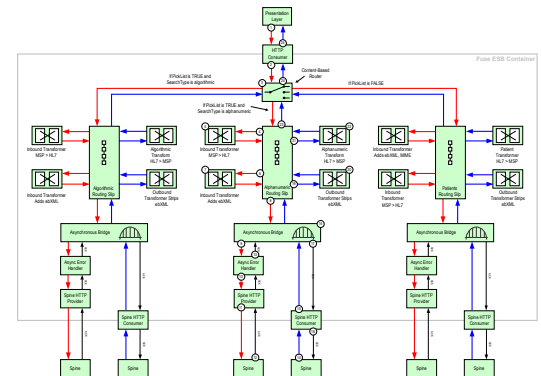 Presentation
Layer
HTTP
Consumer
Fuse ESB Container
Content-Based
Router
If PickList is TRUE and
SearchType is algorithmic
If PickList is FALSE
If PickList is TRUE and
SearchType is alphanumeric
Inbound Transformer
MSP > HL7
Algorithmic
Transform
HL7 > MSP
Inbound Transformer
MSP > HL7
Alphanumeric
Transform
HL7 > MSP
Inbound Transformer
Adds ebXML, MIME
Patient
Transformer
HL7 > MSP
Inbound Transformer
Adds ebXML
Algorithmic
Routing Slip
Outbound
Transformer Strips
ebXML
Inbound Transformer
Adds ebXML
Alphanumeric
Routing Slip
Outbound
Transformer Strips
ebXML
Inbound
Transformer
MSP > HL7
Patients
Routing Slip
Outbound
Transformer Strips
ebXML
Asynchronous Bridge
Asynchronous Bridge
Asynchronous Bridge
Async Error
Handler
Async Error
Handler
Async Error
Handler
Spine HTTP
Provider
Spine HTTP
Provider
Spine HTTP
Provider
Spine HTTP
Consumer
Spine HTTP
Consumer
Spine HTTP
Consumer
Spine
Spine
Spine
Spine
Spine
Spine